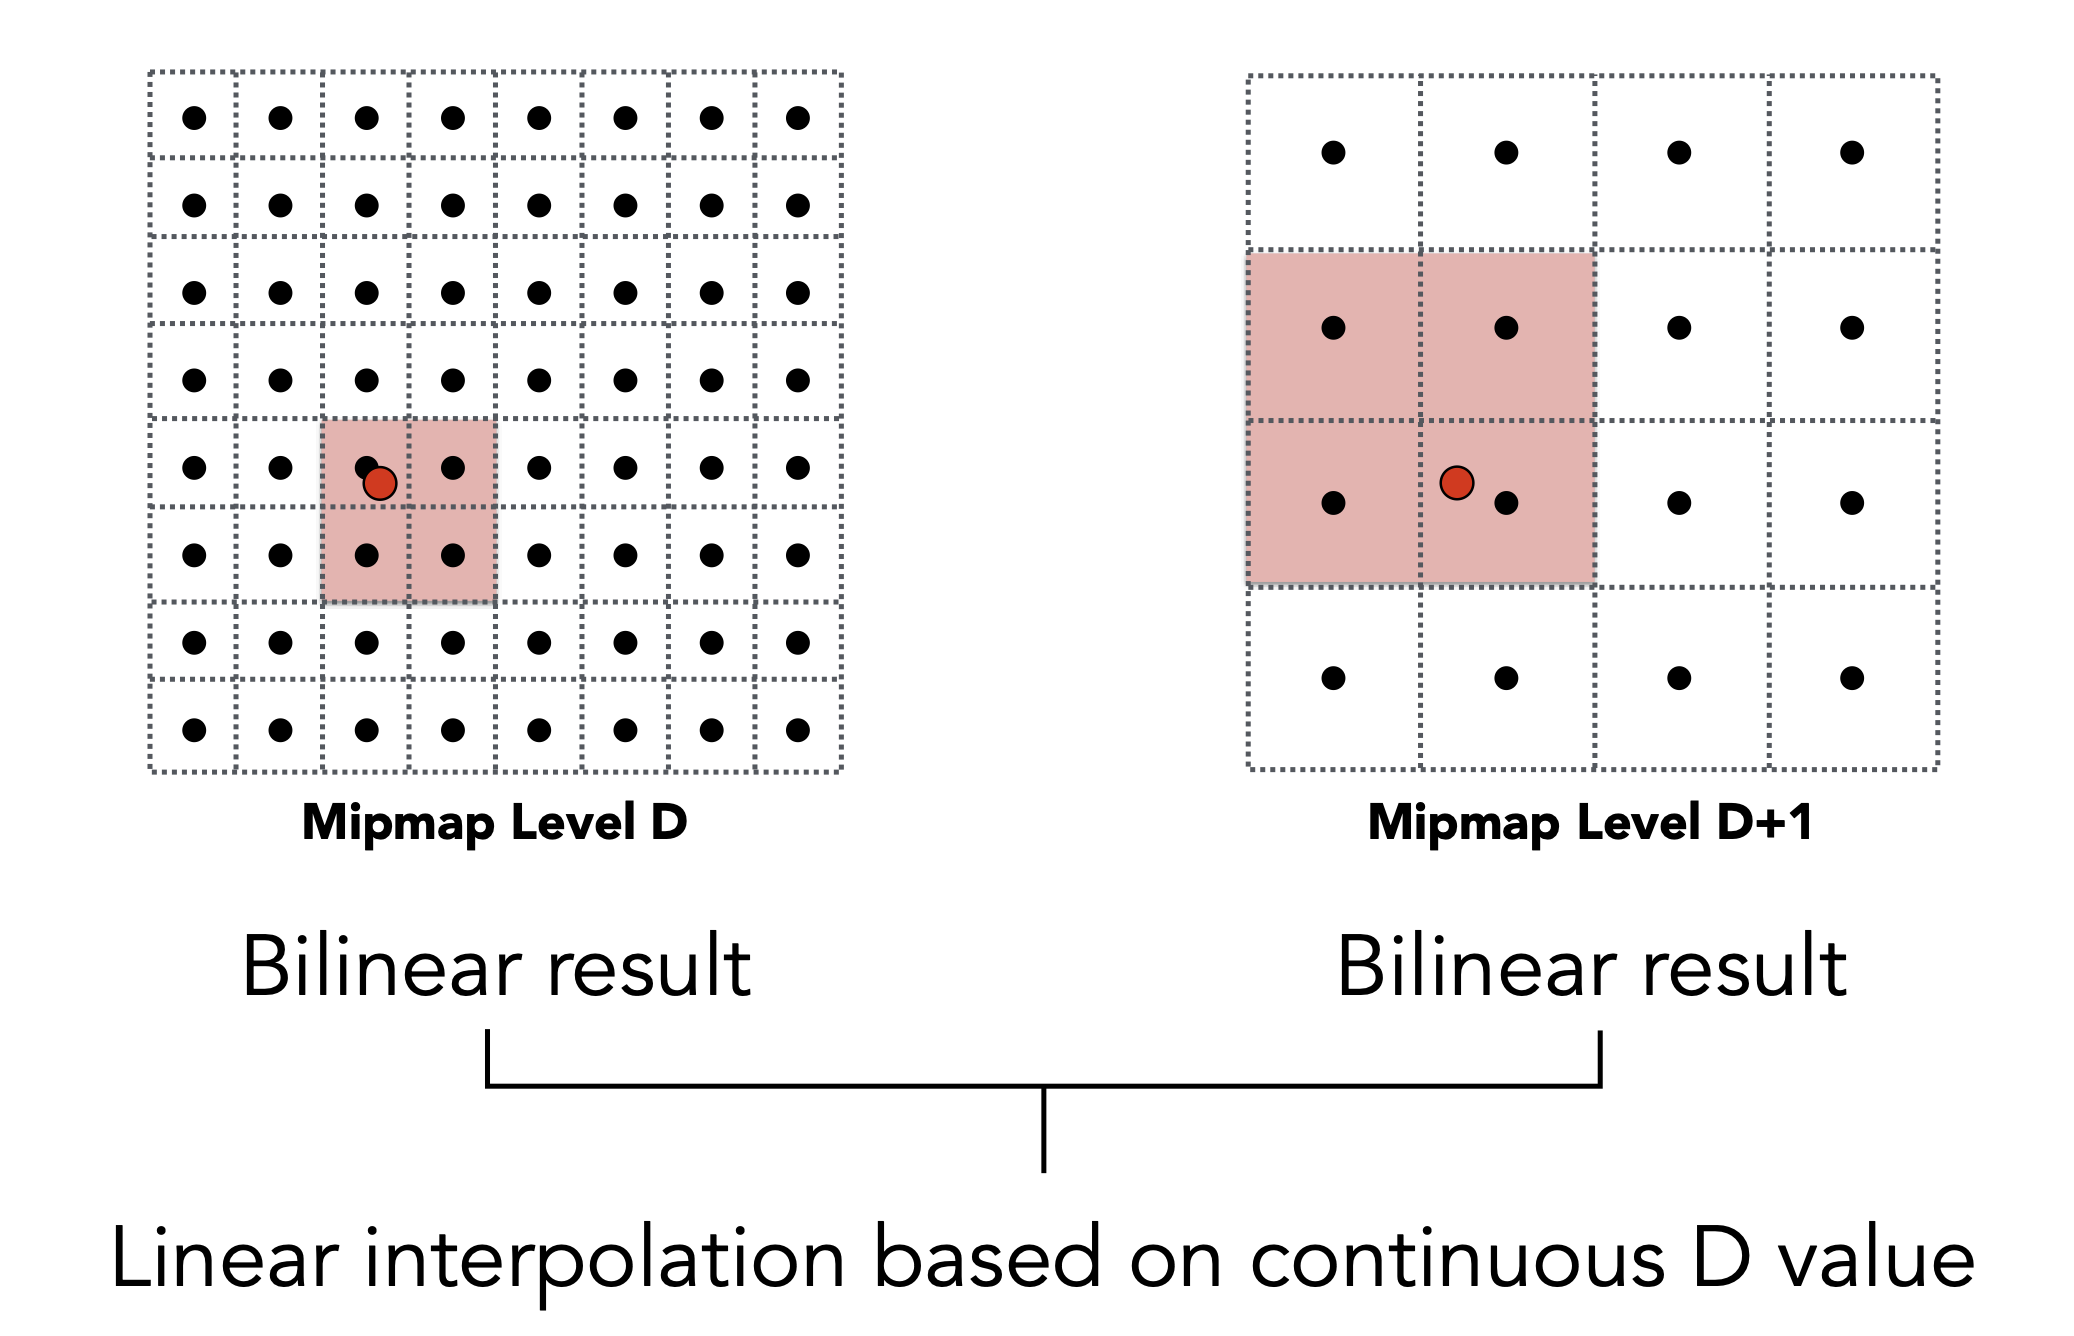 Mipmap Level D
Mipmap Level D+1
Bilinear result
Bilinear result
Linear interpolation based on continuous D value